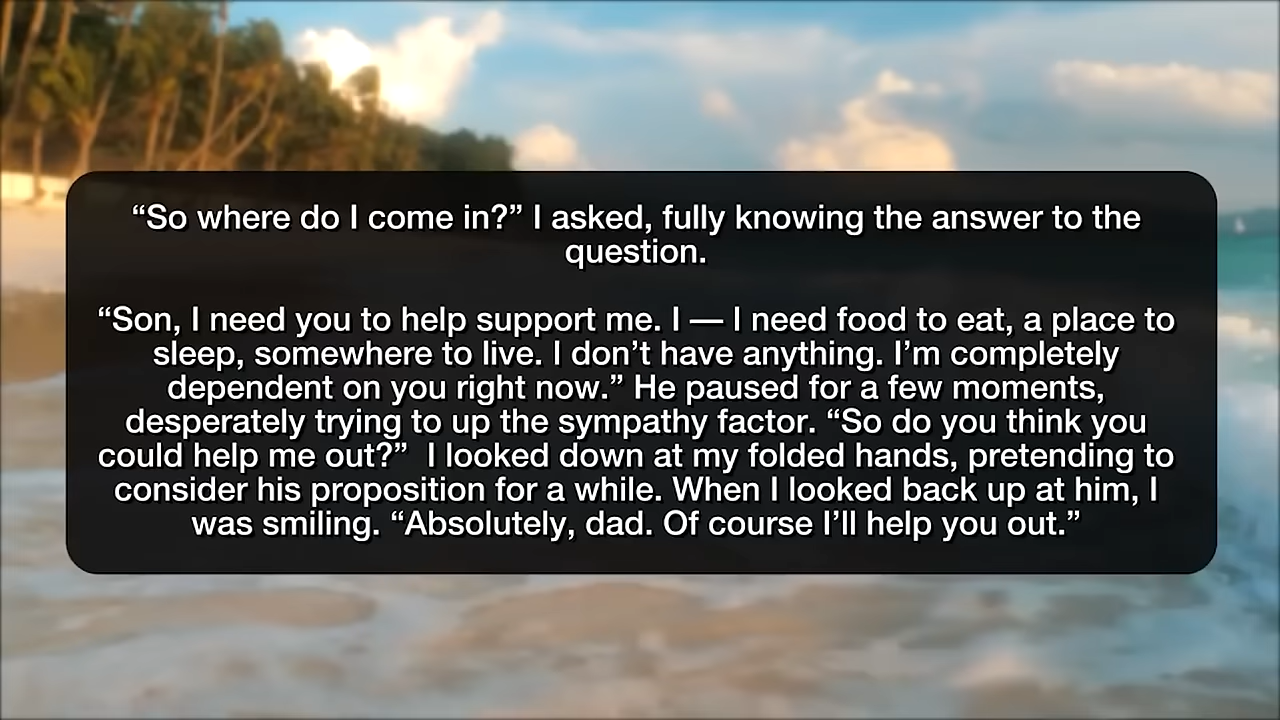 “So where do I come in?” I asked, fully knowing the answer to the
question.
“Son, I need you to help support me. I — I need food to eat, a place to
sleep, somewhere to live. I don’t have anything. I’m completely
dependent on you right now.” He paused for a few moments,
desperately trying to up the sympathy factor. “So do you think you
could help me out?”  I looked down at my folded hands, pretending to
consider his proposition for a while. When I looked back up at him, I
was smiling. “Absolutely, dad. Of course I’ll help you out.”